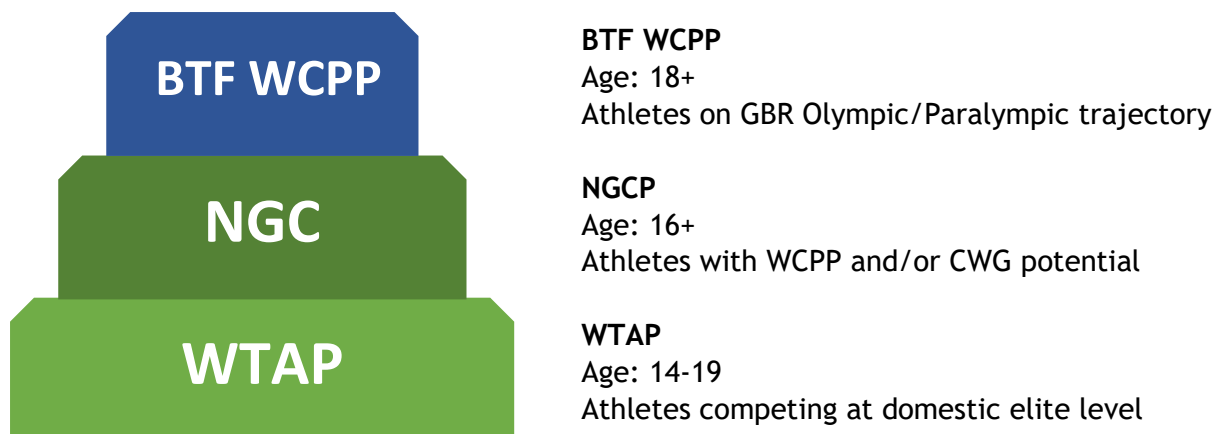 BTF WCPP
NGC
WTAP
BTF WCPP
Age: 18+
Athletes on GBR Olympic/Paralympic trajectory
NGCP
Age: 16+
Athletes with WCPP and/or CWG potential
WTAP
Age: 14-19
Athletes competing at domestic elite level